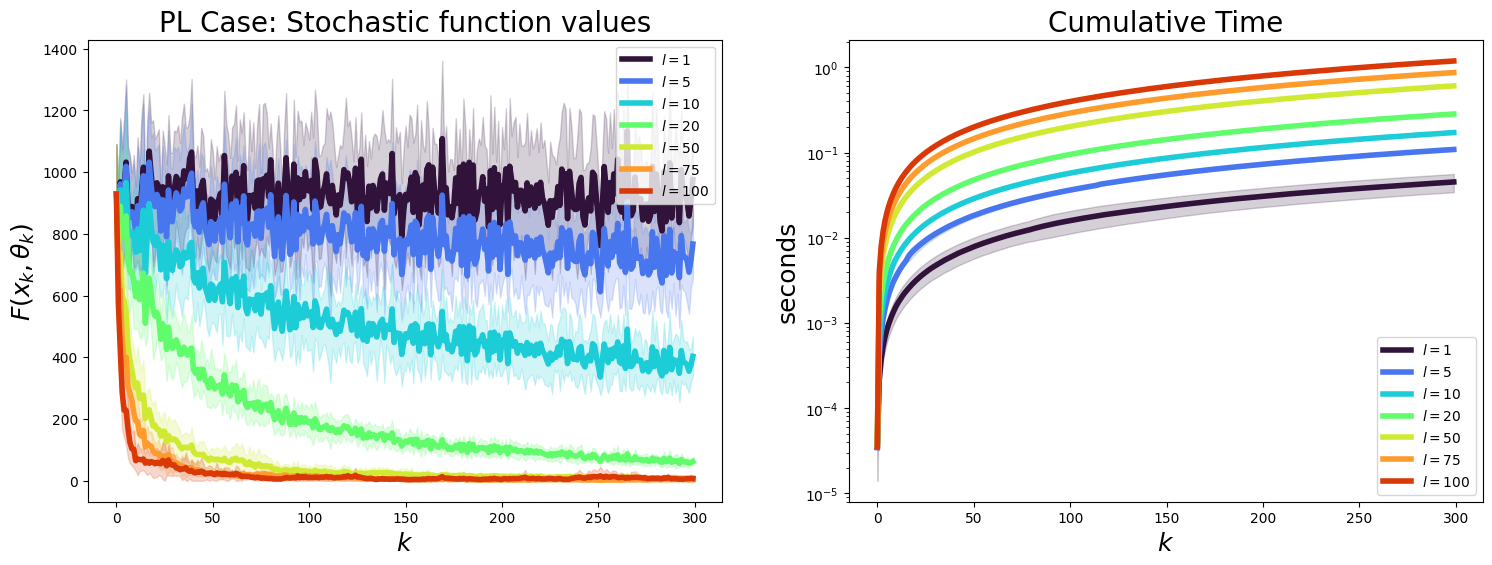 PL Case: Stochastic function values
1400
1200
1000
800
600
400
200
0
F(x_k, θ_k)
0 50 100 150 200 250 300
k
l = 1
l = 5
l = 10
l = 20
l = 50
l = 75
l = 100
Cumulative Time
10^0
10^{-1}
10^{-2}
10^{-3}
10^{-4}
10^{-5}
seconds
0 50 100 150 200 250 300
k
l = 1
l = 5
l = 10
l = 20
l = 50
l = 75
l = 100